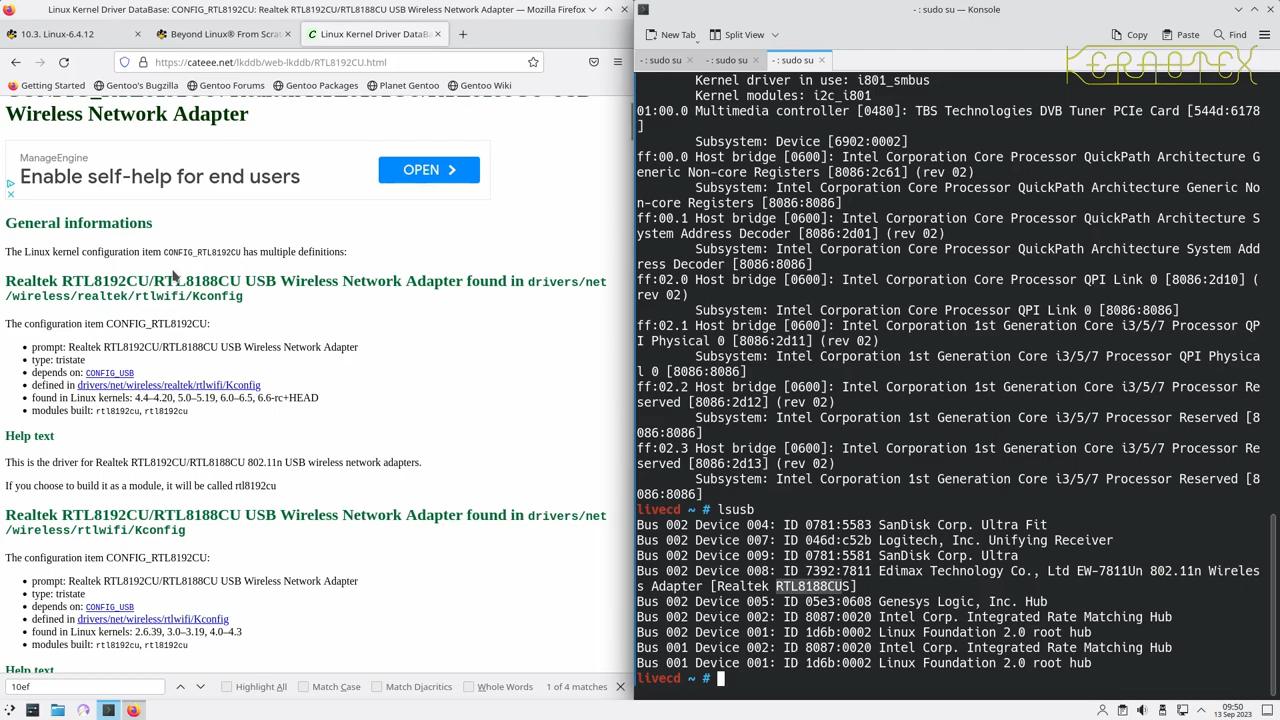 Linux Kernel Driver DataBase: CONFIG_RTL8192CU: Realtek RTL8192CU/RTL8188CU USB Wireless Network Adapter — Mozilla Firefox
10.3. Linux-6.4.12
Beyond Linux® From Scra
Linux Kernel Driver DataB
https://cateee.net/lkddb/web-lkddb/RTL8192CU.html
Getting Started
Gentoo's Bugzilla
Gentoo Forums
Gentoo Packages
Planet Gentoo
Gentoo Wiki
Wireless Network Adapter
ManageEngine
Enable self-help for end users
OPEN
General informations
The Linux kernel configuration item CONFIG_RTL8192CU has multiple definitions:
Realtek RTL8192CU/RTL8188CU USB Wireless Network Adapter found in drivers/net
/wireless/realtek/rtlwifi/Kconfig
The configuration item CONFIG_RTL8192CU:
• prompt: Realtek RTL8192CU/RTL8188CU USB Wireless Network Adapter
• type: tristate
• depends on: CONFIG_USB
• defined in drivers/net/wireless/realtek/rtlwifi/Kconfig
• found in Linux kernels: 4.4–4.20, 5.0–5.19, 6.0–6.5, 6.6-rc+HEAD
• modules built: rtl8192cu, rtl8192cu
Help text
This is the driver for Realtek RTL8192CU/RTL8188CU 802.11n USB wireless network adapters.
If you choose to build it as a module, it will be called rtl8192cu
Realtek RTL8192CU/RTL8188CU USB Wireless Network Adapter found in drivers/net
/wireless/rtlwifi/Kconfig
The configuration item CONFIG_RTL8192CU:
• prompt: Realtek RTL8192CU/RTL8188CU USB Wireless Network Adapter
• type: tristate
• depends on: CONFIG_USB
• defined in drivers/net/wireless/rtlwifi/Kconfig
• found in Linux kernels: 2.6.39, 3.0–3.19, 4.0–4.3
• modules built: rtl8192cu, rtl8192cu
Help text
10ef
Highlight All
Match Case
Match Diacritics
Whole Words
1 of 4 matches
- : sudo su — Konsole
New Tab
Split View
Copy
Paste
Find
- : sudo su
- : sudo su
- : sudo su
KERNOTEX
Kernel driver in use: i801_smbus
Kernel modules: i2c_i801
01:00.0 Multimedia controller [0480]: TBS Technologies DVB Tuner PCIe Card [544d:6178
]
Subsystem: Device [6902:0002]
ff:00.0 Host bridge [0600]: Intel Corporation Core Processor QuickPath Architecture G
eneric Non-core Registers [8086:2c61] (rev 02)
Subsystem: Intel Corporation Core Processor QuickPath Architecture Generic No
n-core Registers [8086:8086]
ff:00.1 Host bridge [0600]: Intel Corporation Core Processor QuickPath Architecture S
ystem Address Decoder [8086:2d01] (rev 02)
Subsystem: Intel Corporation Core Processor QuickPath Architecture System Add
ress Decoder [8086:8086]
ff:02.0 Host bridge [0600]: Intel Corporation Core Processor QPI Link 0 [8086:2d10] (
rev 02)
Subsystem: Intel Corporation Core Processor QPI Link 0 [8086:8086]
ff:02.1 Host bridge [0600]: Intel Corporation 1st Generation Core i3/5/7 Processor QP
I Physical 0 [8086:2d11] (rev 02)
Subsystem: Intel Corporation 1st Generation Core i3/5/7 Processor QPI Physica
l 0 [8086:8086]
ff:02.2 Host bridge [0600]: Intel Corporation 1st Generation Core i3/5/7 Processor Re
served [8086:2d12] (rev 02)
Subsystem: Intel Corporation 1st Generation Core i3/5/7 Processor Reserved [8
086:8086]
ff:02.3 Host bridge [0600]: Intel Corporation 1st Generation Core i3/5/7 Processor Re
served [8086:2d13] (rev 02)
Subsystem: Intel Corporation 1st Generation Core i3/5/7 Processor Reserved [8
086:8086]
livecd ~ # lsusb
Bus 002 Device 004: ID 0781:5583 SanDisk Corp. Ultra Fit
Bus 002 Device 007: ID 046d:c52b Logitech, Inc. Unifying Receiver
Bus 002 Device 009: ID 0781:5581 SanDisk Corp. Ultra
Bus 002 Device 008: ID 7392:7811 Edimax Technology Co., Ltd EW-7811Un 802.11n Wireles
s Adapter [Realtek RTL8188CUS]
Bus 002 Device 005: ID 05e3:0608 Genesys Logic, Inc. Hub
Bus 002 Device 002: ID 8087:0020 Intel Corp. Integrated Rate Matching Hub
Bus 002 Device 001: ID 1d6b:0002 Linux Foundation 2.0 root hub
Bus 001 Device 002: ID 8087:0020 Intel Corp. Integrated Rate Matching Hub
Bus 001 Device 001: ID 1d6b:0002 Linux Foundation 2.0 root hub
livecd ~ #
09:50
13 Sep 2023